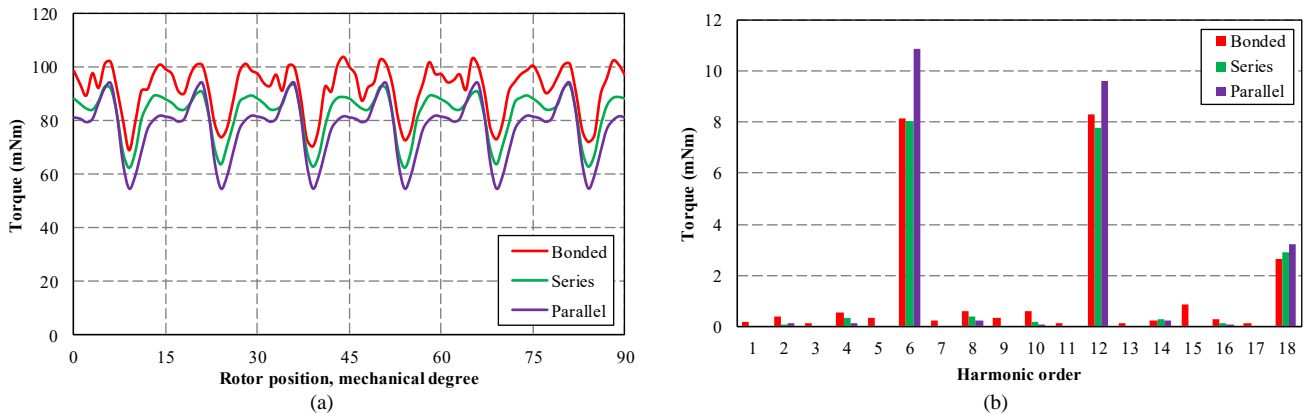 120
100
80
60
40
20
0
Torque (mNm)
Bonded
Series
Parallel
0 15 30 45 60 75 90
Rotor position, mechanical degree
(a)
12
10
8
6
4
2
0
Torque (mNm)
Bonded
Series
Parallel
1 2 3 4 5 6 7 8 9 10 11 12 13 14 15 16 17 18
Harmonic order
(b)